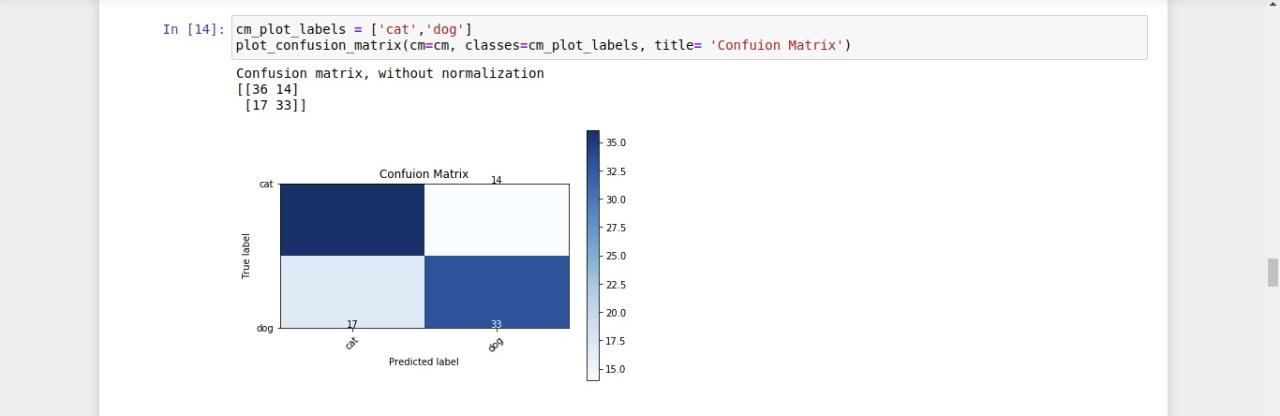 In [14]:
cm_plot_labels = ['cat','dog']
plot_confusion_matrix(cm=cm, classes=cm_plot_labels, title= 'Confuion Matrix')
Confusion matrix, without normalization
[[36 14]
 [17 33]]
Confuion Matrix
14
cat
True label
dog
17
33
cat
dog
Predicted label
35.0
32.5
30.0
27.5
25.0
22.5
20.0
17.5
15.0